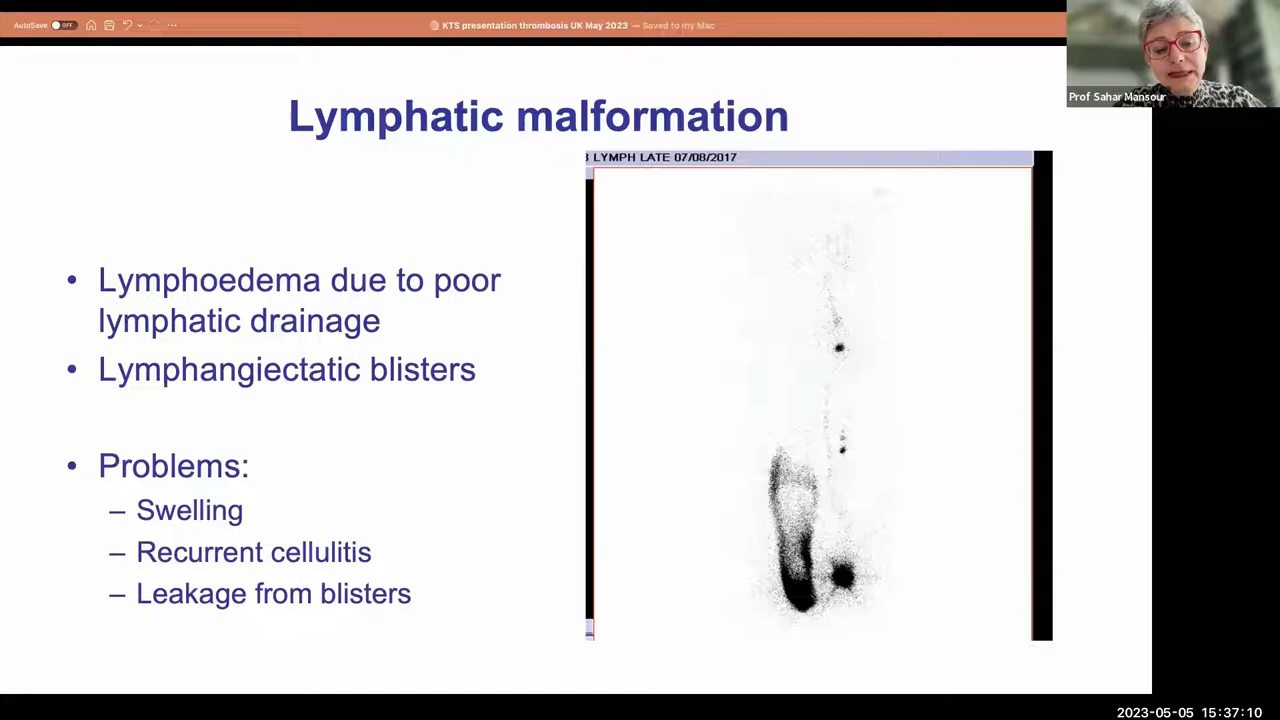 AutoSave OFF
KTS presentation thrombosis UK May 2023 — Saved to my Mac
Prof Sahar Mansour
Lymphatic malformation
LYMPH LATE 07/08/2017
• Lymphoedema due to poor
lymphatic drainage
• Lymphangiectatic blisters
• Problems:
– Swelling
– Recurrent cellulitis
– Leakage from blisters
2023-05-05 15:37:10